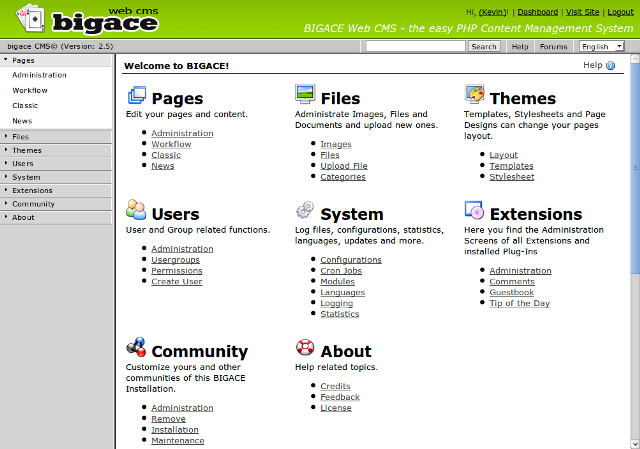 web cms
bigace
Hi, (Kevin)! | Dashboard | Visit Site | Logout
BIGACE Web CMS - the easy PHP Content Management System
bigace CMS© (Version: 2.5)
Search
Help
Forums
English
Pages
Administration
Workflow
Classic
News
Files
Themes
Users
System
Extensions
Community
About
Welcome to BIGACE!
Help
Pages
Edit your pages and content.
Administration
Workflow
Classic
News
Files
Administrate Images, Files and
Documents and upload new ones.
Images
Files
Upload File
Categories
Themes
Templates, Stylesheets and Page
Designs can change your pages
layout.
Layout
Templates
Stylesheet
Users
User and Group related functions.
Administration
Usergroups
Permissions
Create User
System
Log files, configurations, statistics,
languages, updates and more.
Configurations
Cron Jobs
Modules
Languages
Logging
Statistics
Extensions
Here you find the Administration
Screens of all Extensions and
installed Plug-Ins
Administration
Comments
Guestbook
Tip of the Day
Community
Customize yours and other
communities of this BIGACE
Installation.
Administration
Remove
Installation
Maintenance
About
Help related topics.
Credits
Feedback
License